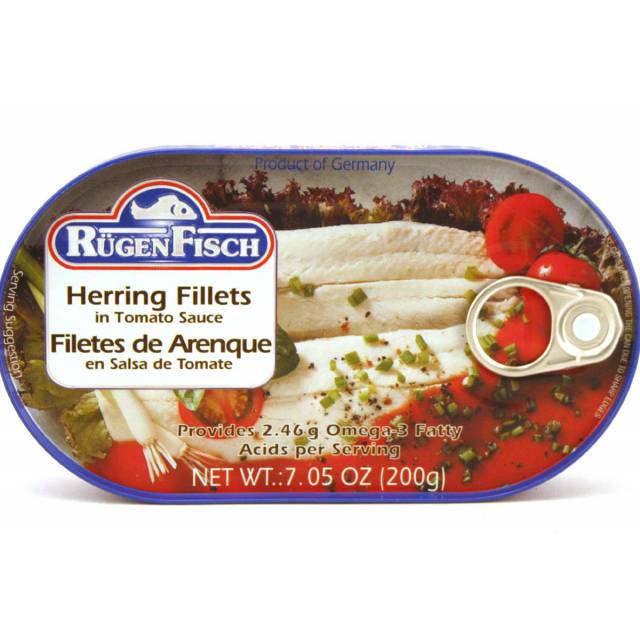 Product of Germany
RÜGENFISCH
Herring Fillets
in Tomato Sauce
Filetes de Arenque
en Salsa de Tomate
Serving Suggestion
Provides 2.46g Omega-3 Fatty
Acids per Serving
NET WT.:7.05 OZ (200g)